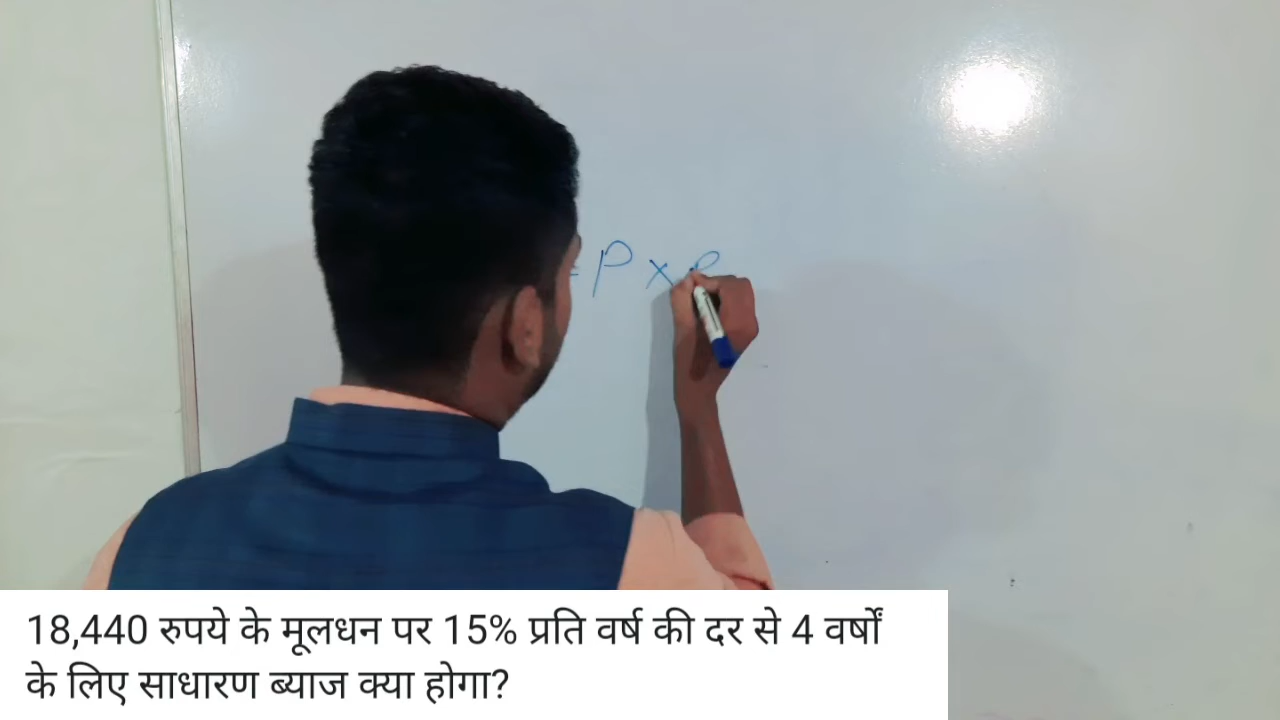 = P x
18,440 रुपये के मूलधन पर 15% प्रति वर्ष की दर से 4 वर्षों
के लिए साधारण ब्याज क्या होगा?